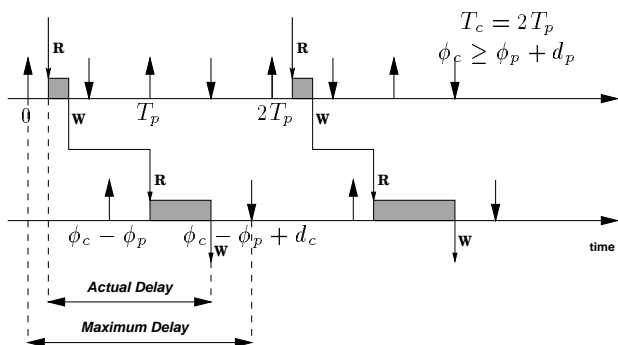 T_c = 2T_p
R
R
ϕ_c ≥ ϕ_p + d_p
0
W
T_p
2T_p
W
R
R
ϕ_c − ϕ_p
ϕ_c − ϕ_p + d_c
W
W
time
Actual Delay
Maximum Delay